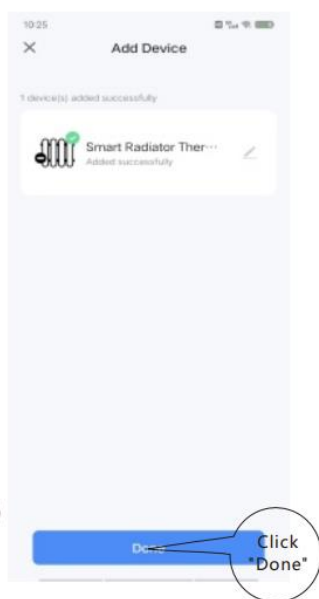 10:25
Add Device
1 device(s) added successfully
Smart Radiator Ther···
Added successfully
Done
Click
"Done"